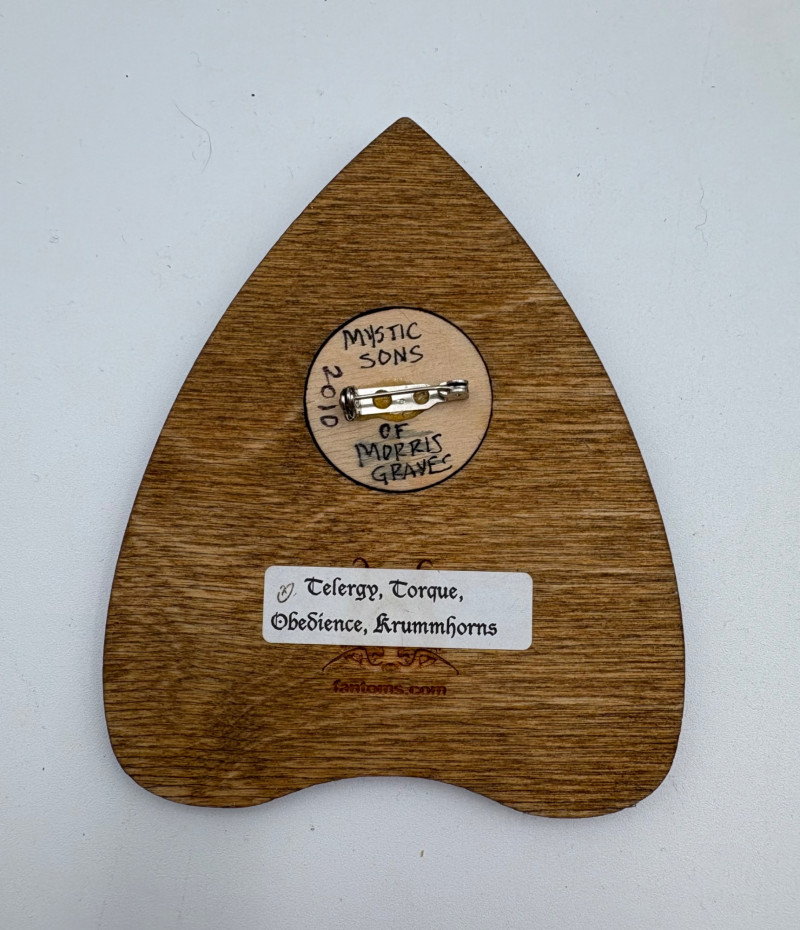 MYSTIC
SONS
2010
OF
MORRIS
GRAVES
Telergy, Torque,
Obedience, Krummhorns
fantoms.com